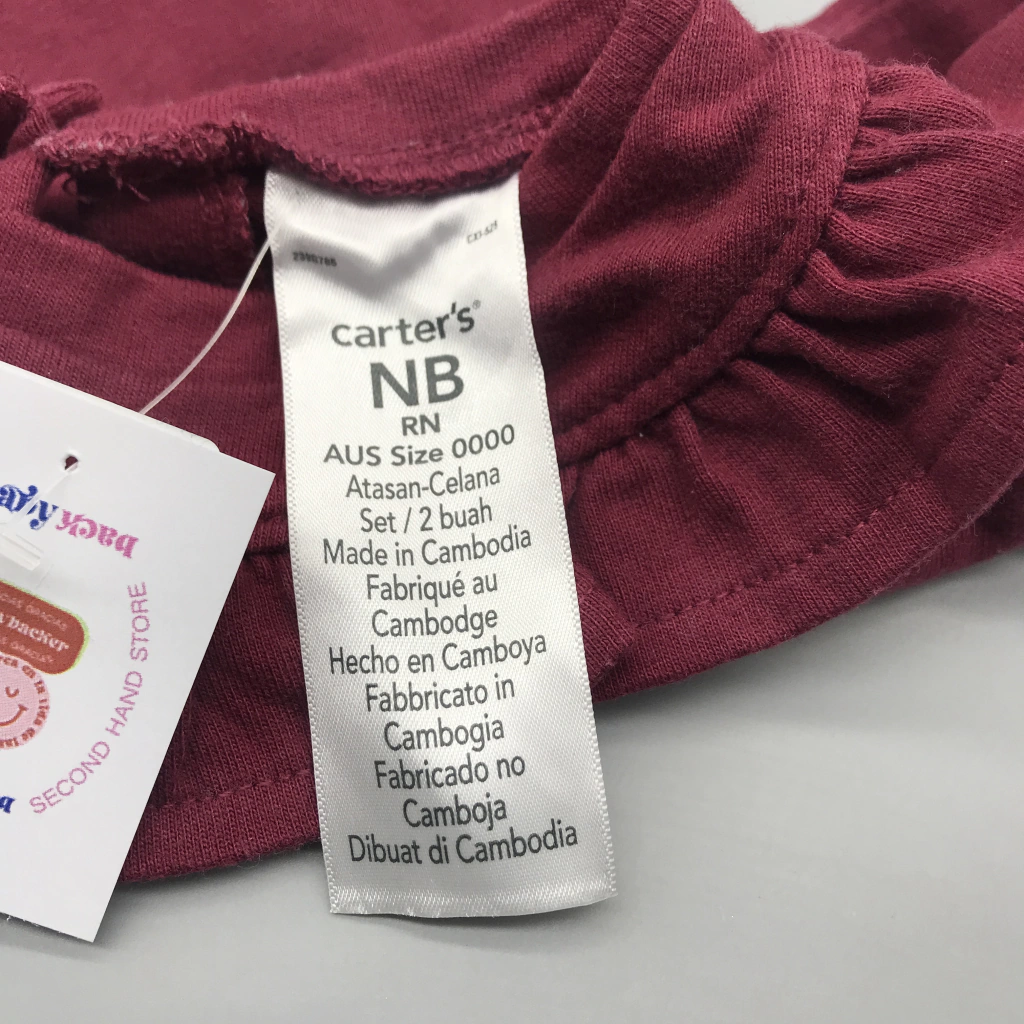 carter's®
NB
RN
AUS Size 0000
Atasan-Celana
Set / 2 buah
Made in Cambodia
Fabriqué au
Cambodge
Hecho en Camboya
Fabbricato in
Cambogia
Fabricado no
Camboja
Dibuat di Cambodia
back
SECOND HAND STORE